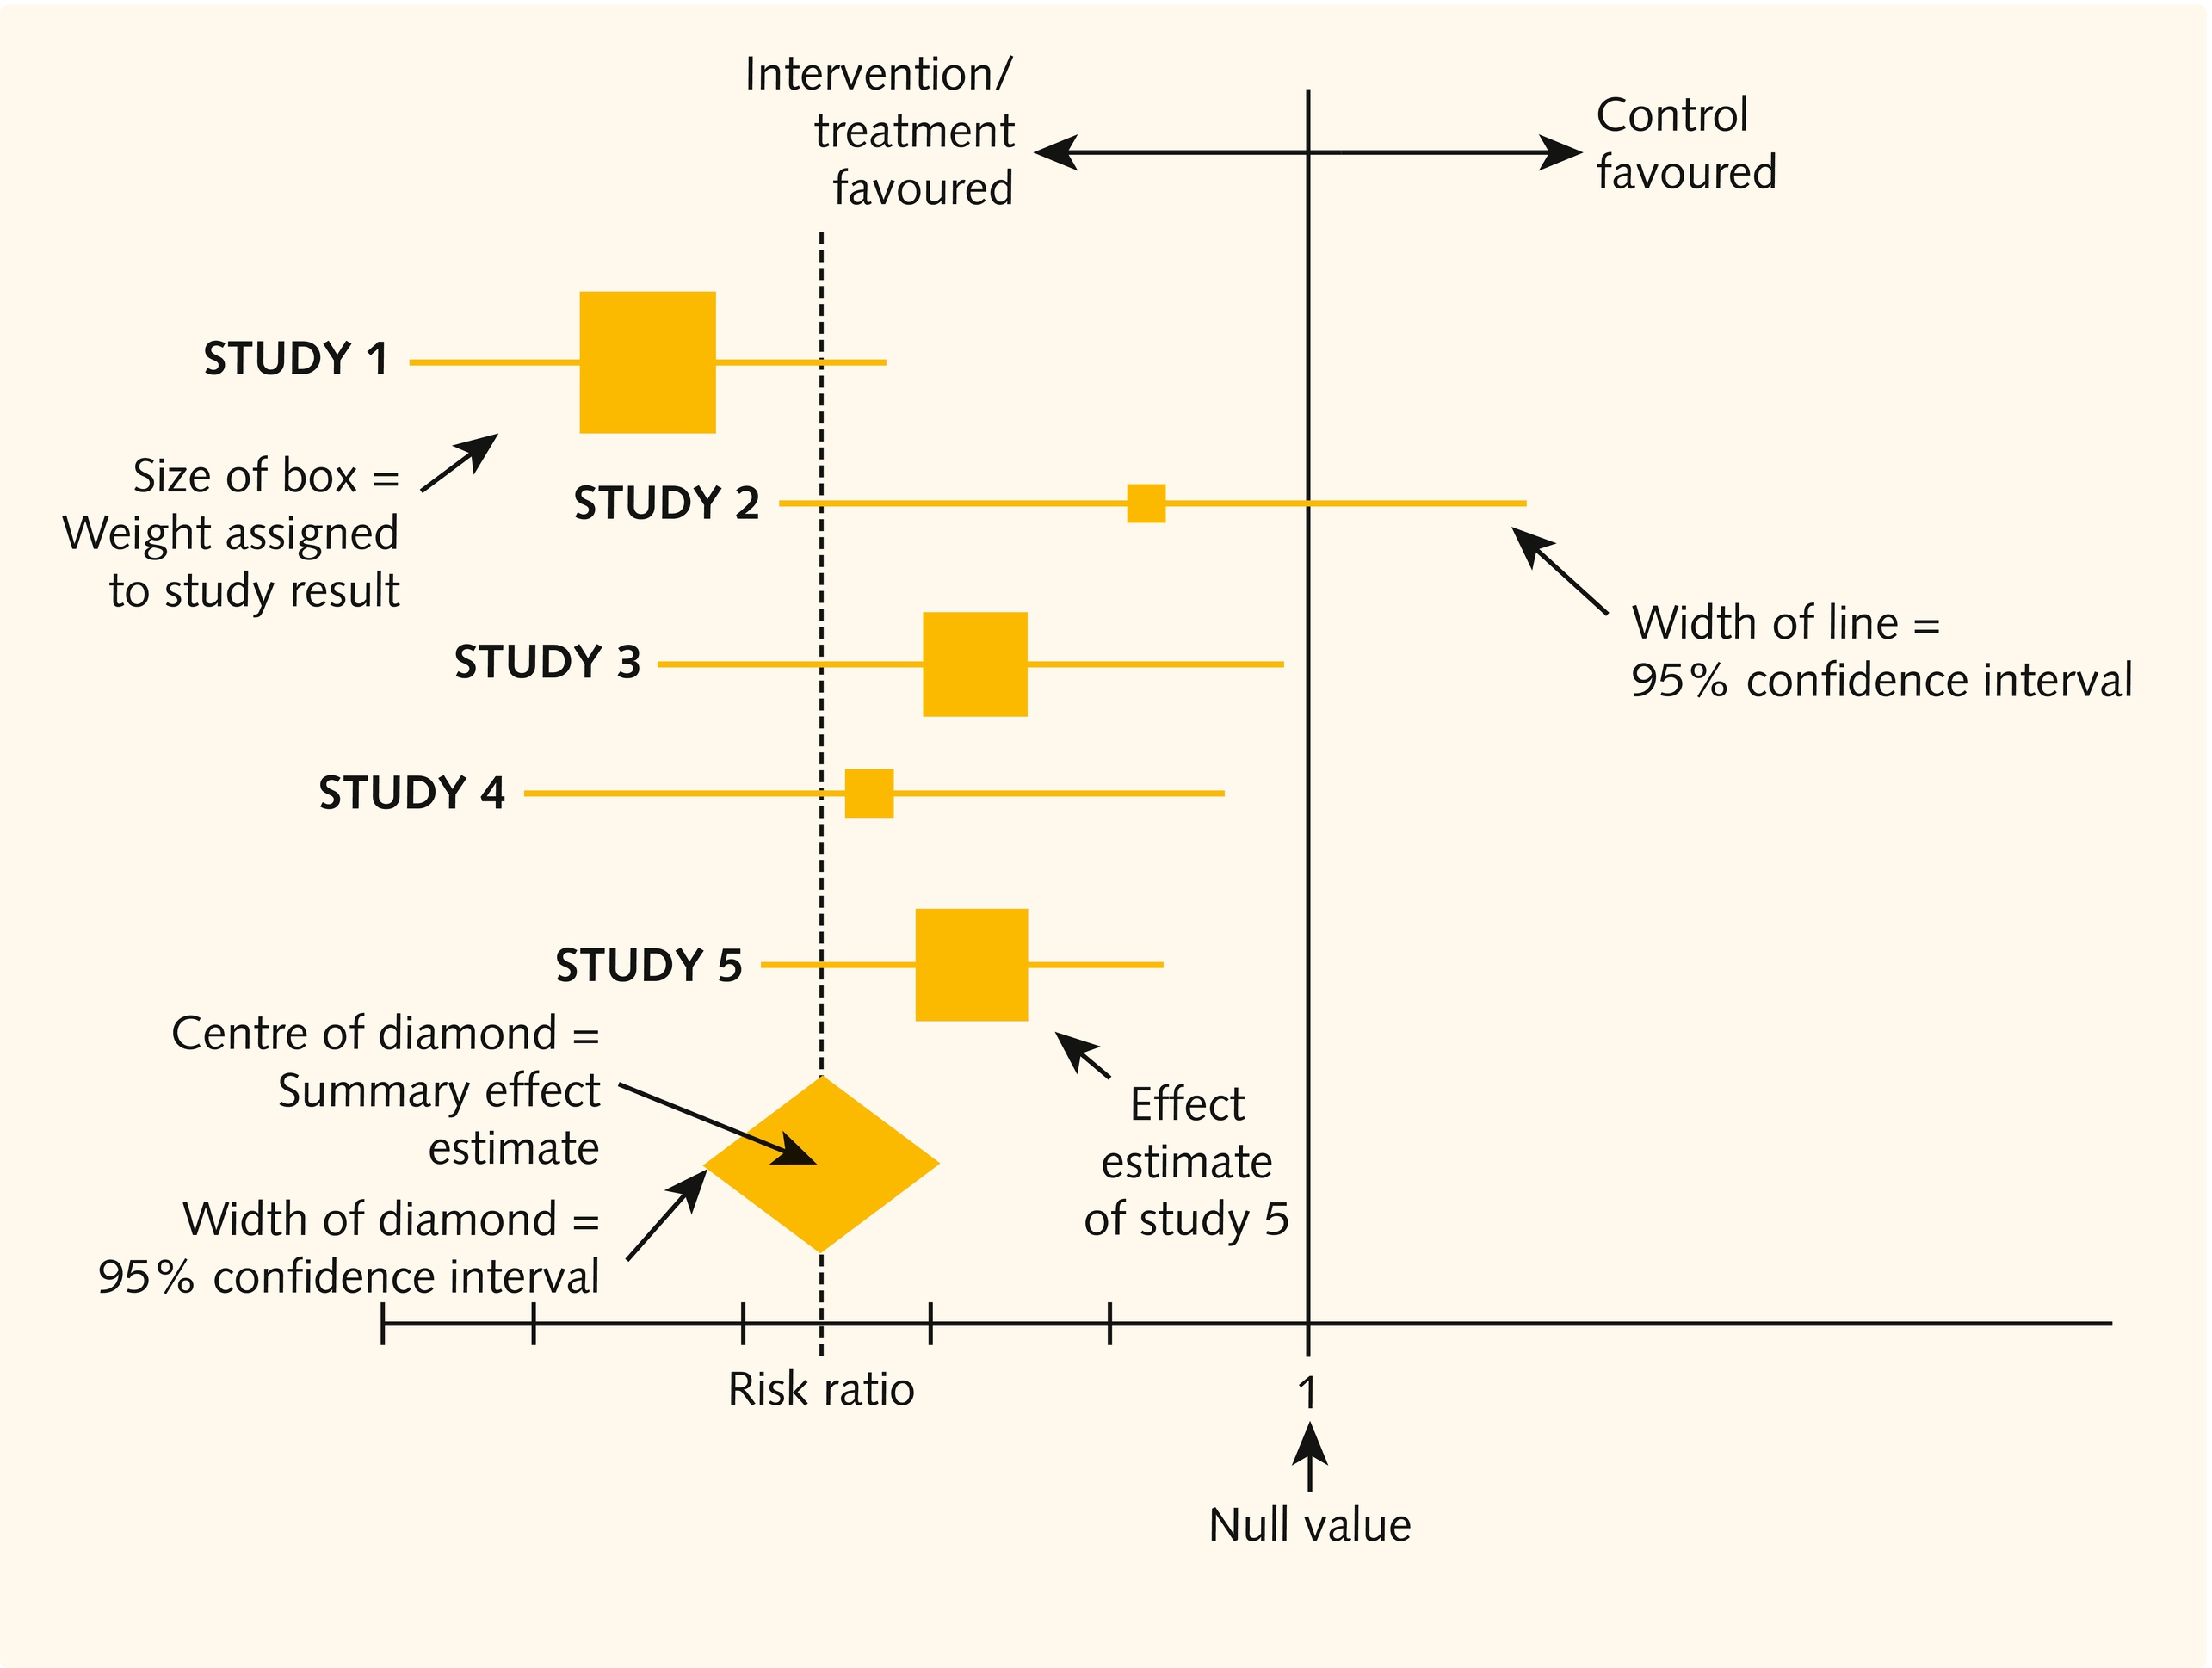 Intervention/
treatment
favoured
Control
favoured
STUDY 1
Size of box =
Weight assigned
to study result
STUDY 2
Width of line =
95% confidence interval
STUDY 3
STUDY 4
STUDY 5
Centre of diamond =
Summary effect
estimate
Effect
estimate
of study 5
Width of diamond =
95% confidence interval
Risk ratio
1
Null value